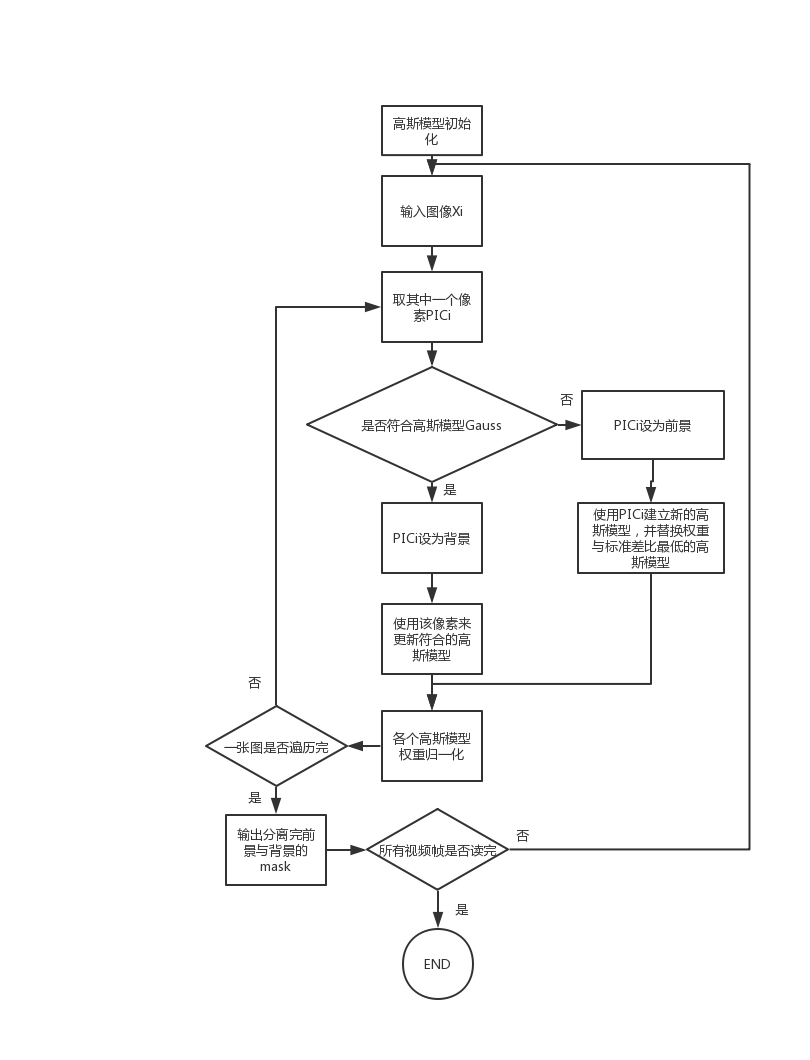 高斯模型初始
化
输入图像Xi
取其中一个像
素PICi
是否符合高斯模型Gauss
否
PICi设为前景
是
PICi设为背景
使用PICi建立新的高
斯模型，并替换权重
与标准差比最低的高
斯模型
使用该像素来
更新符合的高
斯模型
各个高斯模型
权重归一化
否
一张图是否遍历完
是
输出分离完前
景与背景的
mask
所有视频帧是否读完
否
是
END